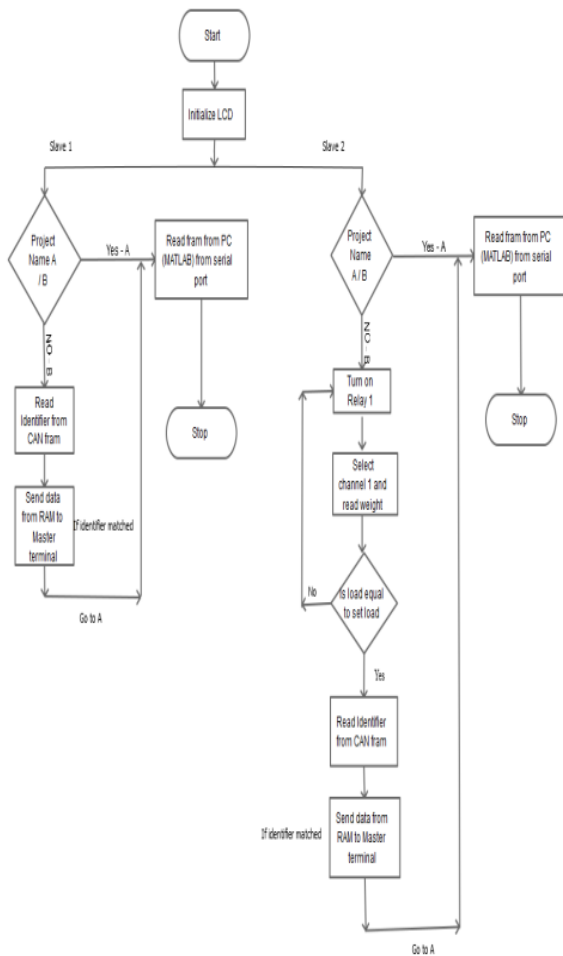 Start
Initialize LCD
Slave 1
Slave 2
Project
Name A
/ B
Yes - A
Read fram from PC
(MATLAB) from serial
port
NO - B
Read
Identifier from
CAN fram
Stop
Send data
from RAM to
Master
terminal
If identifier matched
Go to A
Project
Name
A / B
Yes - A
Read fram from PC
(MATLAB) from serial
port
NO - B
Turn on
Relay 1
Stop
Select
channel 1 and
read weight
Is load equal
to set load
No
Yes
Read Identifier
from CAN fram
Send data from
RAM to Master
terminal
If identifier matched
Go to A